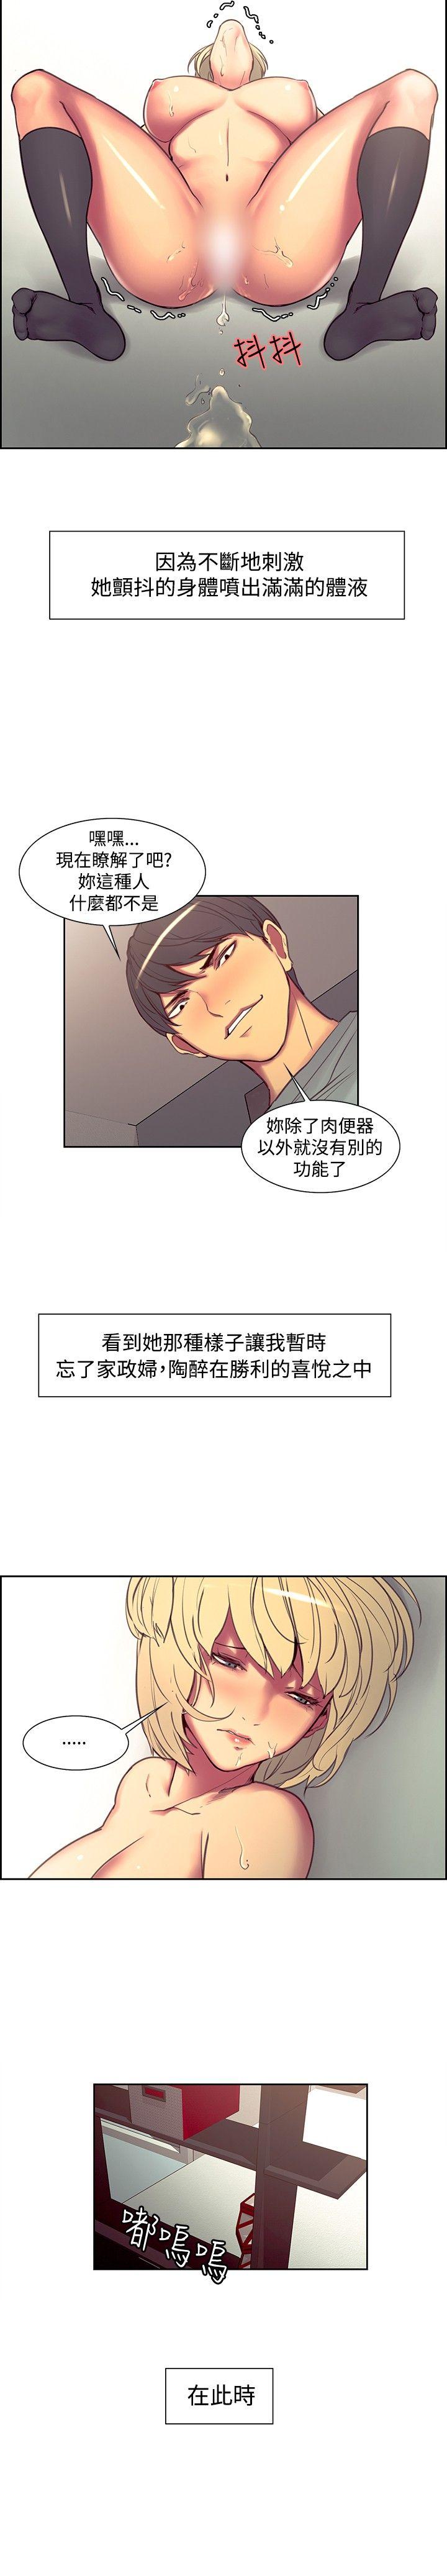 抖抖
因為不斷地刺激
她顫抖的身體噴出滿滿的體液
嘿嘿...
現在瞭解了吧?
妳這種人
什麼都不是
妳除了肉便器
以外就沒有別的
功能了
看到她那種樣子讓我暫時
忘了家政婦,陶醉在勝利的喜悅之中
.....
嘟嗚嗚
在此時